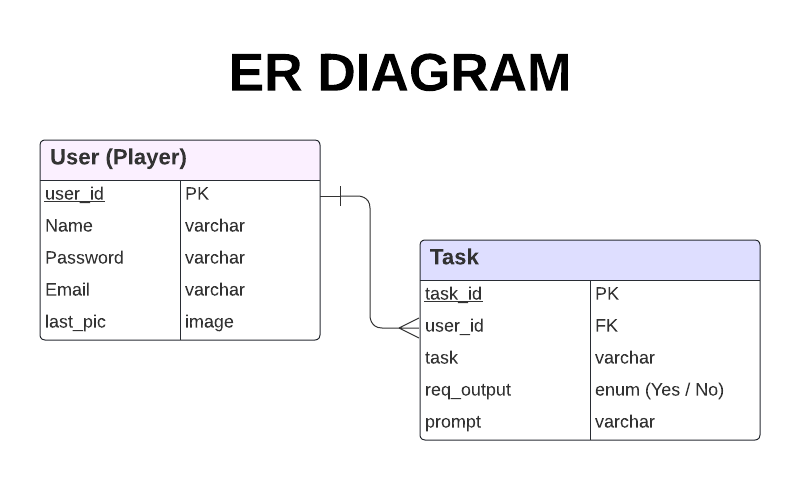 ER DIAGRAM
User (Player)
user_id PK
Name varchar
Password varchar
Email varchar
last_pic image
Task
task_id PK
user_id FK
task varchar
req_output enum (Yes / No)
prompt varchar